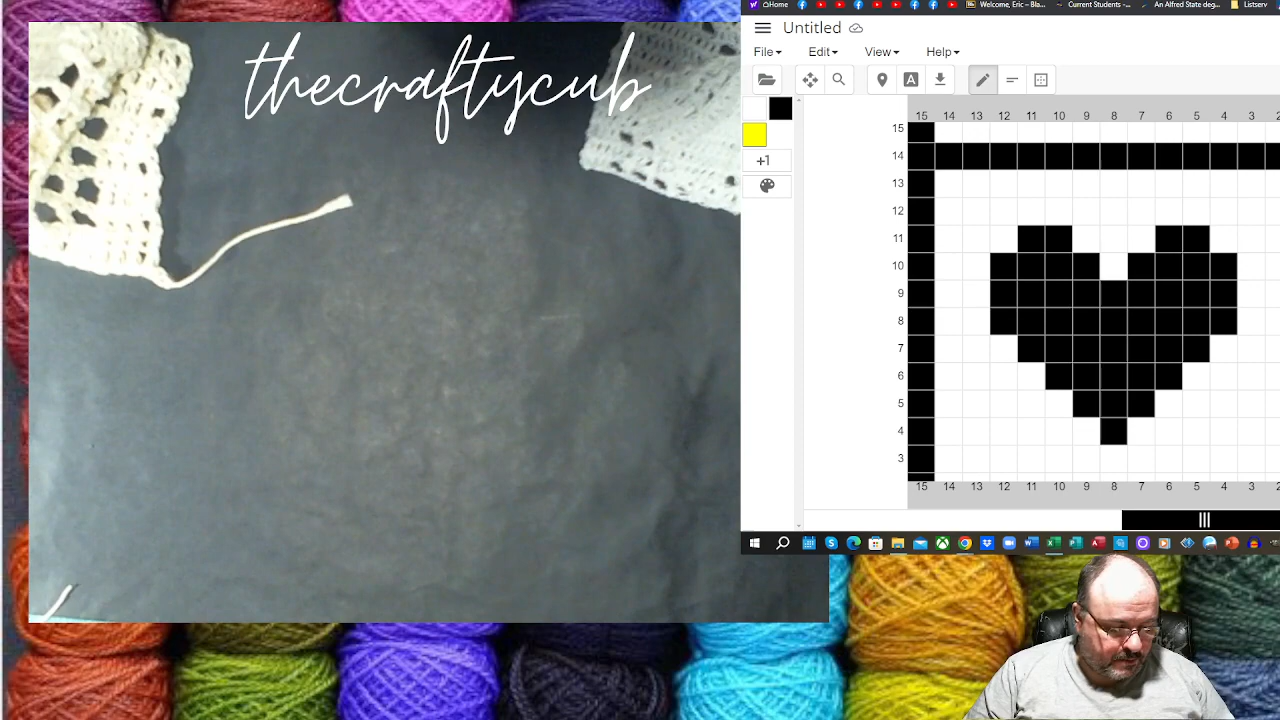 thecraftycub
Home
Welcome, Eric – Bla...
Current Students -...
An Alfred State deg...
Listserv
Untitled
File Edit View Help
+1
15 14 13 12 11 10 9 8 7 6 5 4 3
15
14
13
12
11
10
9
8
7
6
5
4
3
15 14 13 12 11 10 9 8 7 6 5 4 3